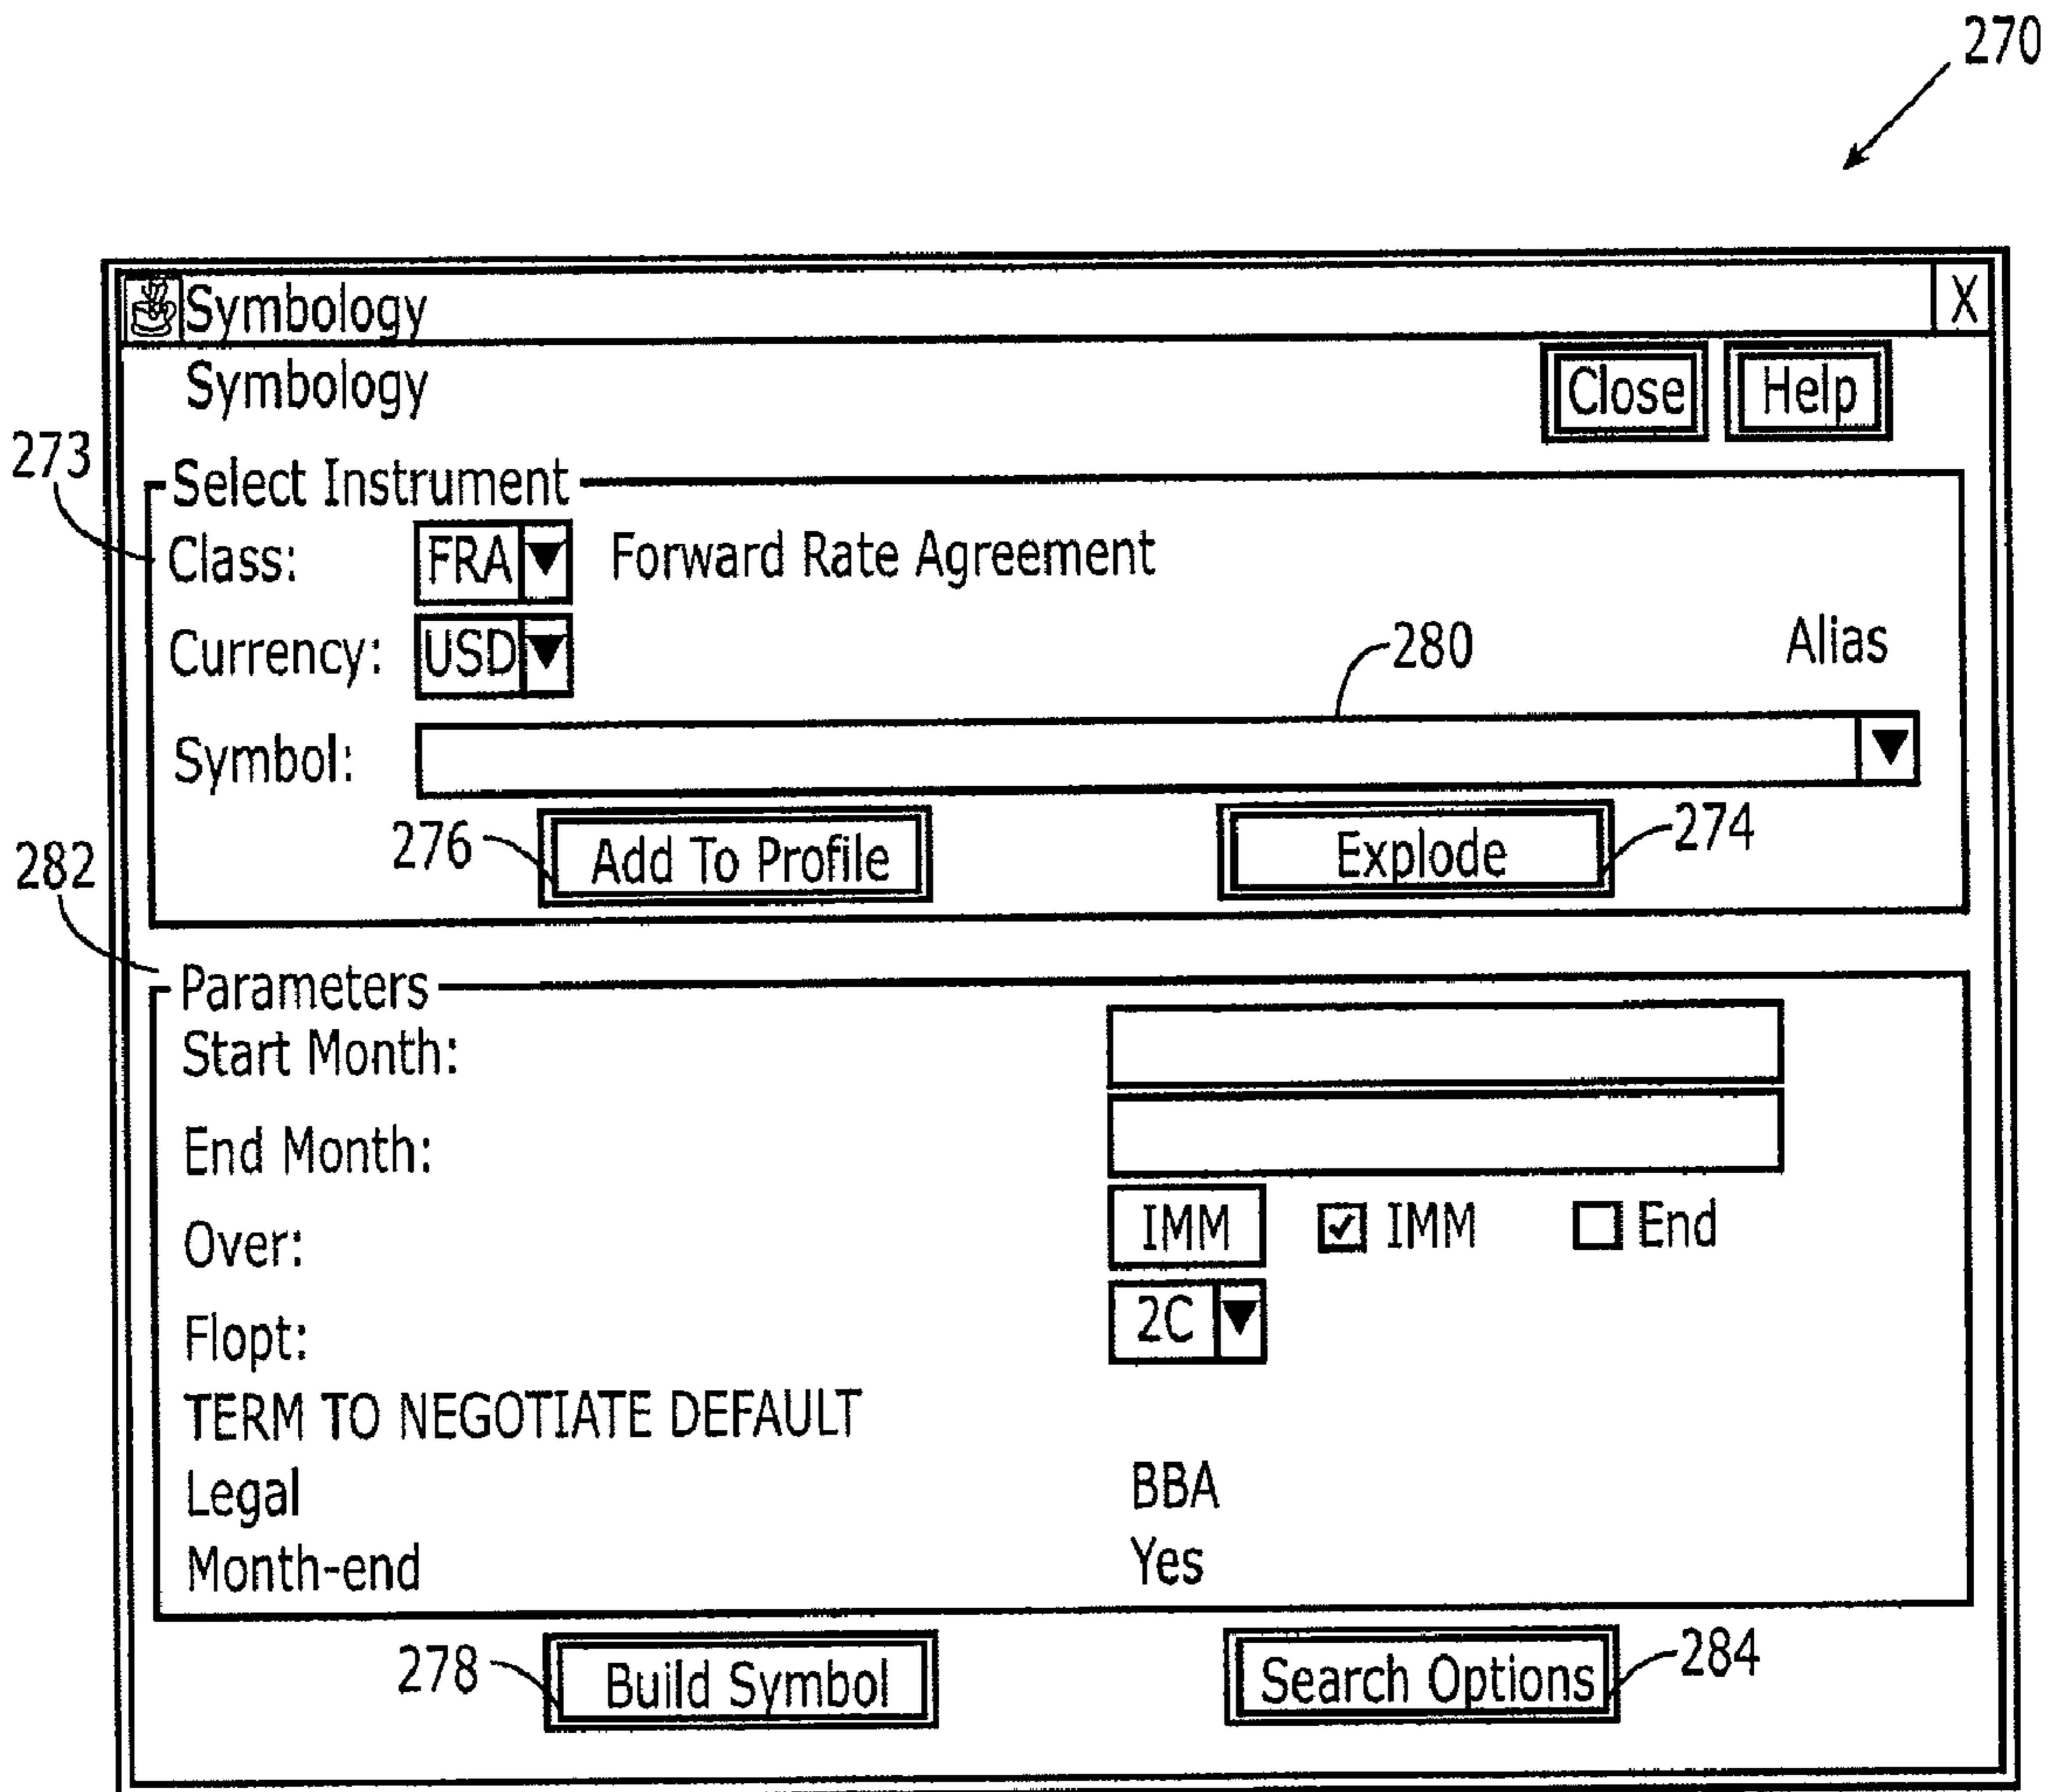 270
Symbology X
Symbology Close Help
273
Select Instrument
Class: FRA Forward Rate Agreement
Currency: USD 280 Alias
Symbol:
276 Add To Profile Explode 274
282
Parameters
Start Month:
End Month:
Over: IMM IMM End
Flopt: 2C
TERM TO NEGOTIATE DEFAULT
Legal BBA
Month-end Yes
278 Build Symbol Search Options 284